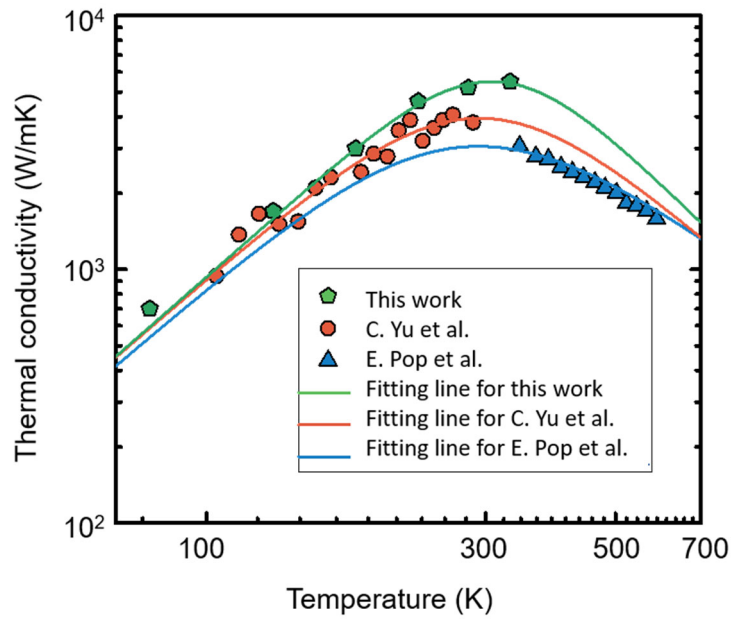 10⁴
10³
10²
Thermal conductivity (W/mK)
This work
C. Yu et al.
E. Pop et al.
Fitting line for this work
Fitting line for C. Yu et al.
Fitting line for E. Pop et al.
100 300 500 700
Temperature (K)